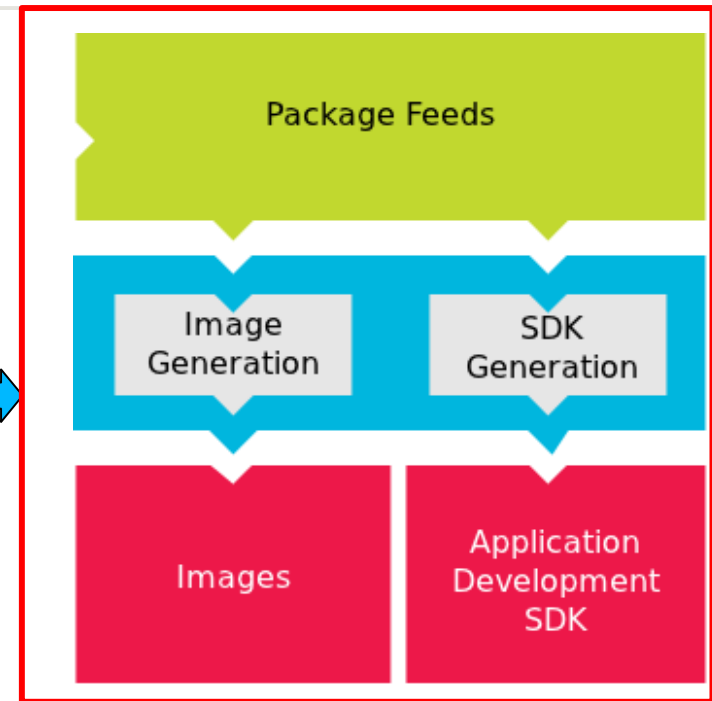 Package Feeds
Image
Generation
SDK
Generation
Images
Application
Development
SDK